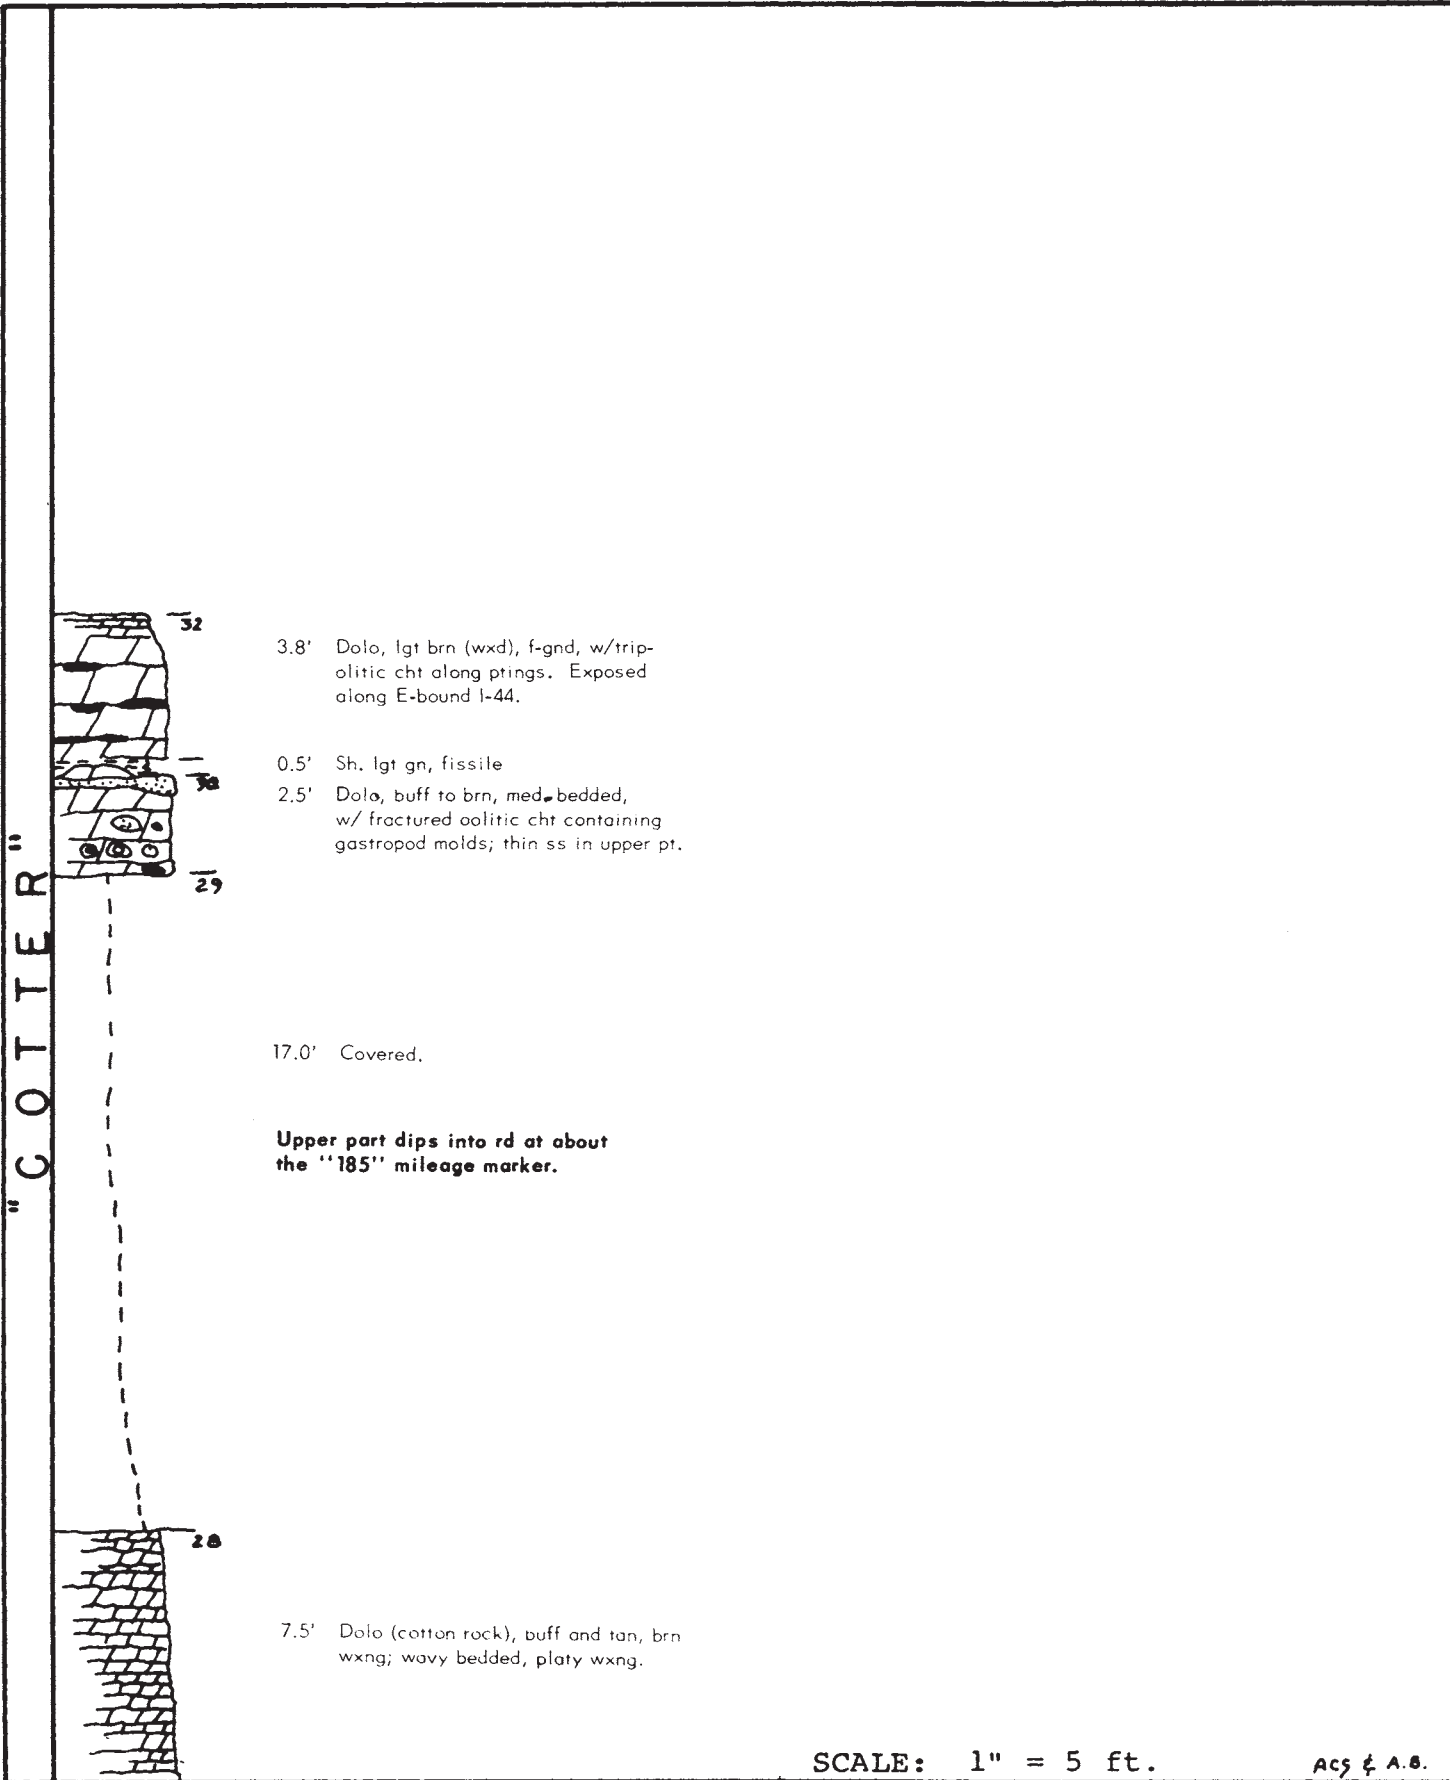 "COTTER"
32
3.8' Dolo, lgt brn (wxd), f-gnd, w/trip-
olitic cht along ptings. Exposed
along E-bound I-44.
0.5' Sh. lgt gn, fissile
30
2.5' Dolo, buff to brn, med. bedded,
w/ fractured oolitic cht containing
gastropod molds; thin ss in upper pt.
29
17.0' Covered.
Upper part dips into rd at about
the "185" mileage marker.
28
7.5' Dolo (cotton rock), buff and tan, brn
wxng; wavy bedded, platy wxng.
SCALE: 1" = 5 ft.
ACS & A.B.